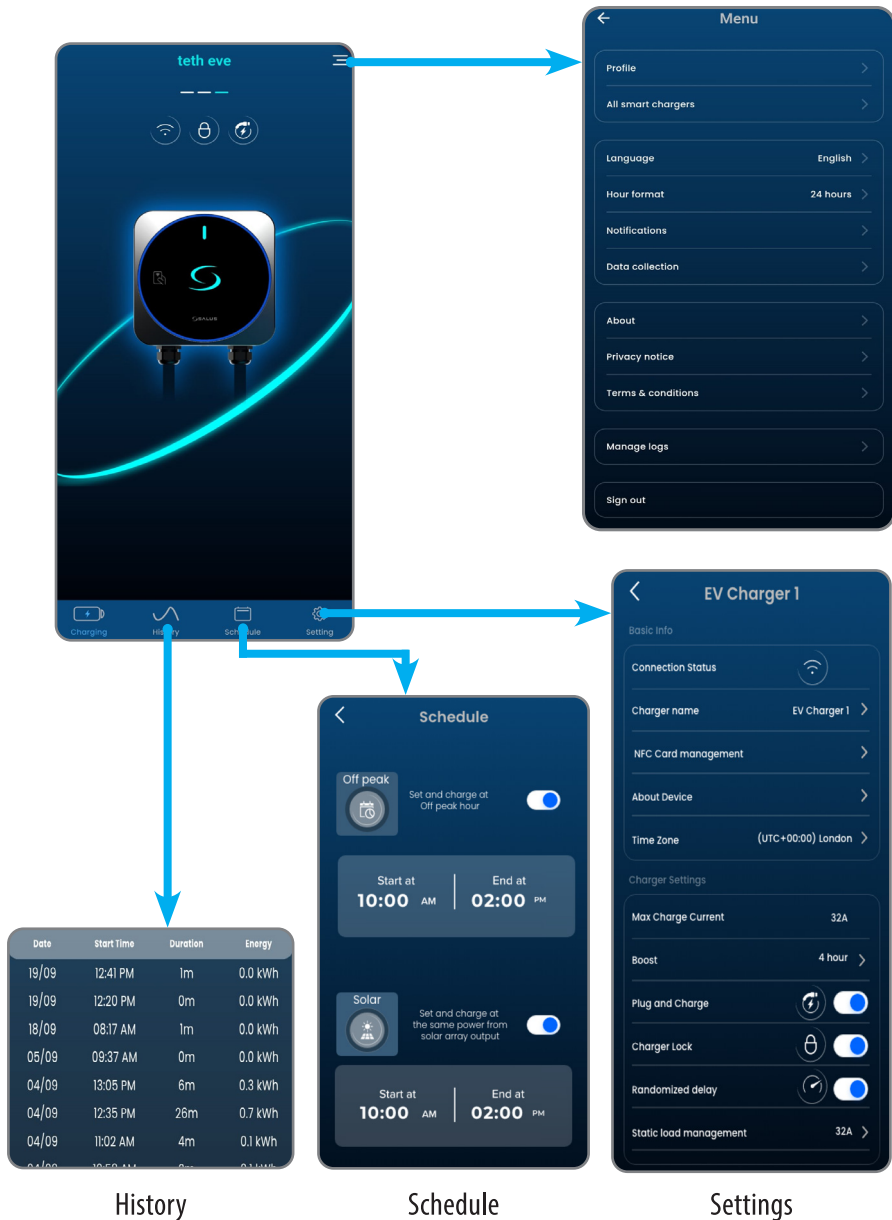 teth eve
SALUS
Charging
History
Schedule
Setting
Menu
Profile
All smart chargers
Language English
Hour format 24 hours
Notifications
Data collection
About
Privacy notice
Terms & conditions
Manage logs
Sign out
Date Start Time Duration Energy
19/09 12:41 PM 1m 0.0 kWh
19/09 12:20 PM 0m 0.0 kWh
18/09 08:17 AM 1m 0.0 kWh
05/09 09:37 AM 0m 0.0 kWh
04/09 13:05 PM 6m 0.3 kWh
04/09 12:35 PM 26m 0.7 kWh
04/09 11:02 AM 4m 0.1 kWh
History
Schedule
Off peak
Set and charge at
Off peak hour
Start at End at
10:00 AM 02:00 PM
Solar
Set and charge at
the same power from
solar array output
Start at End at
10:00 AM 02:00 PM
Schedule
EV Charger 1
Basic Info
Connection Status
Charger name EV Charger 1
NFC Card management
About Device
Time Zone (UTC+00:00) London
Charger Settings
Max Charge Current 32A
Boost 4 hour
Plug and Charge
Charger Lock
Randomized delay
Static load management 32A
Settings